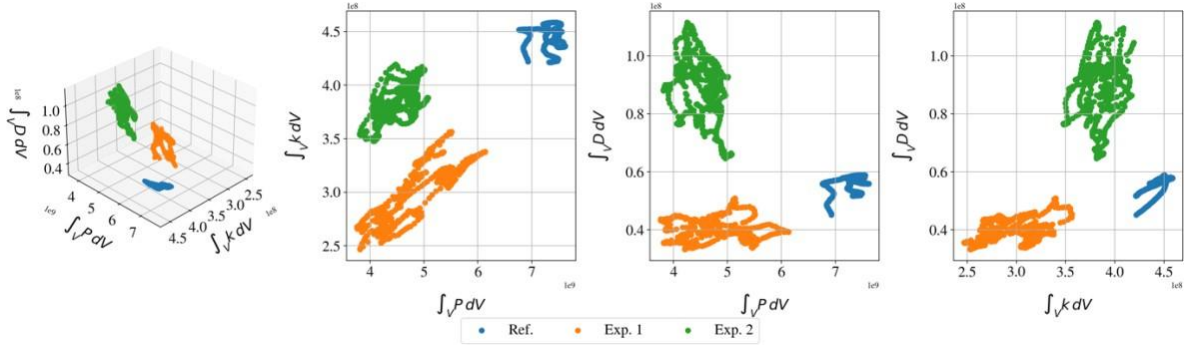 1e8
1e8
1e8
4.5
1.0
1.1
1.0
1.0
4.0
∫_V k dV
∫_V D dV
∫_V D dV
0.8
0.8
3.5
0.6
0.6
3.0
0.4
0.4
2.5
4 5 6 7
1e9
∫_V P dV
4 5 6 7
1e9
∫_V P dV
2.5 3.0 3.5 4.0 4.5
1e8
∫_V k dV
1e8
∫_V D dV
1.0
0.8
0.6
0.4
4
5
6
7
1e9
∫_V P dV
4.5
4.0
3.5
3.0
2.5
1e8
∫_V k dV
Ref. Exp. 1 Exp. 2